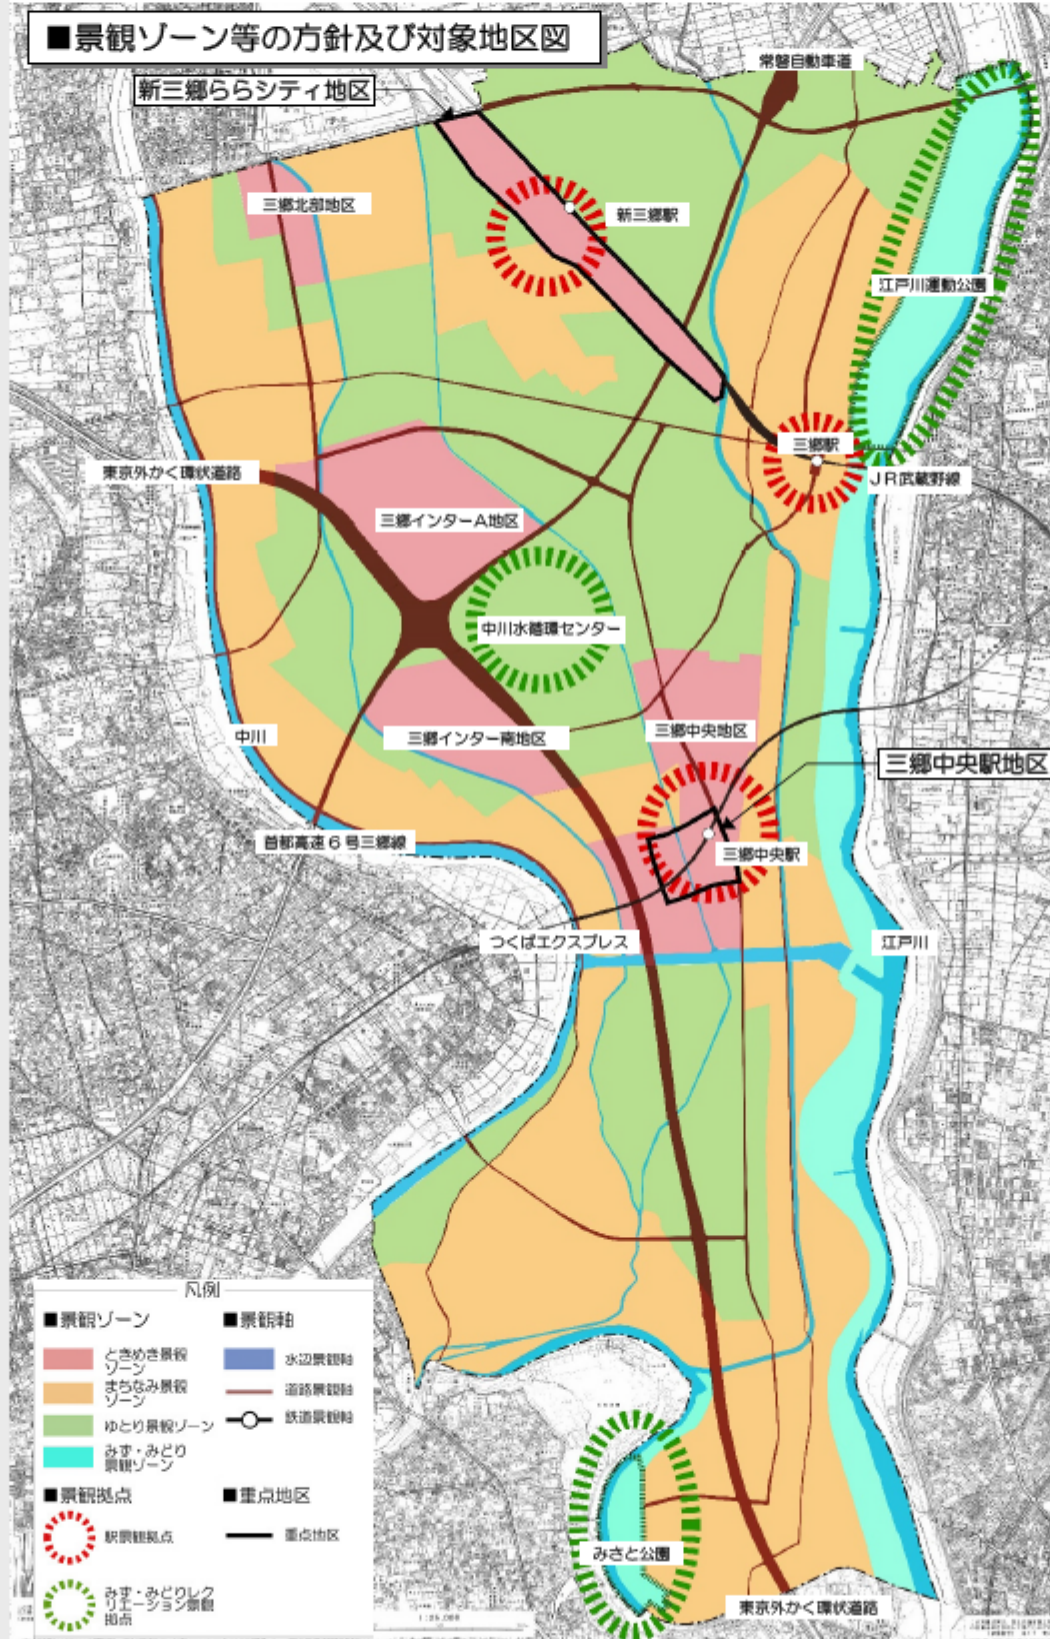 ■景観ゾーン等の方針及び対象地区図
常磐自動車道
新三郷ららシティ地区
三郷北部地区
新三郷駅
江戸川運動公園
三郷駅
東京外かく環状道路
JR武蔵野線
三郷インターA地区
中川水循環センター
中川
三郷インター南地区
三郷中央地区
三郷中央駅地区
首都高速6号三郷線
三郷中央駅
つくばエクスプレス
江戸川
凡例
■景観ゾーン
ときめき景観
ゾーン
まちなみ景観
ゾーン
ゆとり景観ゾーン
みず・みどり
景観ゾーン
■景観軸
水辺景観軸
道路景観軸
鉄道景観軸
■景観拠点
駅景観拠点
みず・みどりレク
リエーション景観
拠点
■重点地区
重点地区
みさと公園
東京外かく環状道路
1:25,000